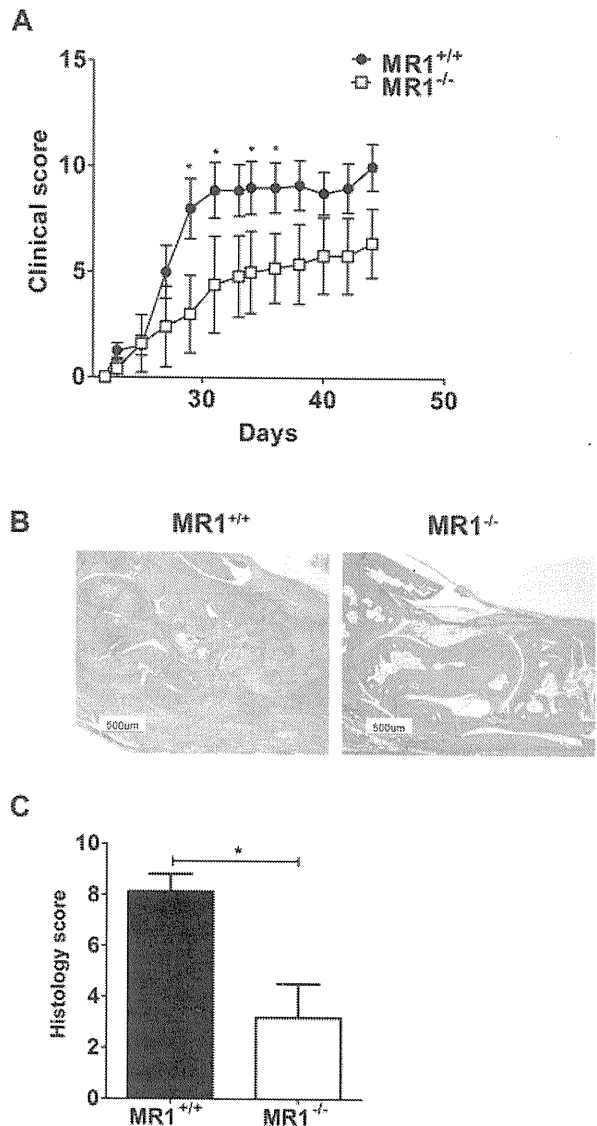 A
15
10
5
0
Clinical score
MR1+/+
MR1-/-
* * * *
30 40 50
Days
B
MR1+/+ MR1-/-
500um 500um
C
10
8
6
4
2
0
Histology score
*
MR1+/+ MR1-/-